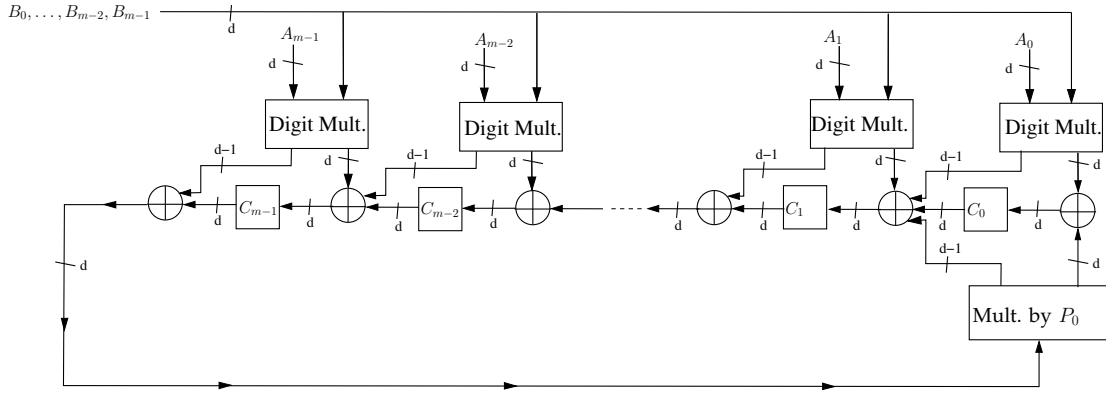 B_0, . . . , B_{m−2}, B_{m−1}
d
A_{m−1} A_{m−2} A_1 A_0
d d d d
Digit Mult. Digit Mult. Digit Mult. Digit Mult.
d−1 d d−1 d d−1 d d−1 d
C_{m−1} C_{m−2} C_1 C_0
d d d d d d d d d
d d−1 d
Mult. by P_0